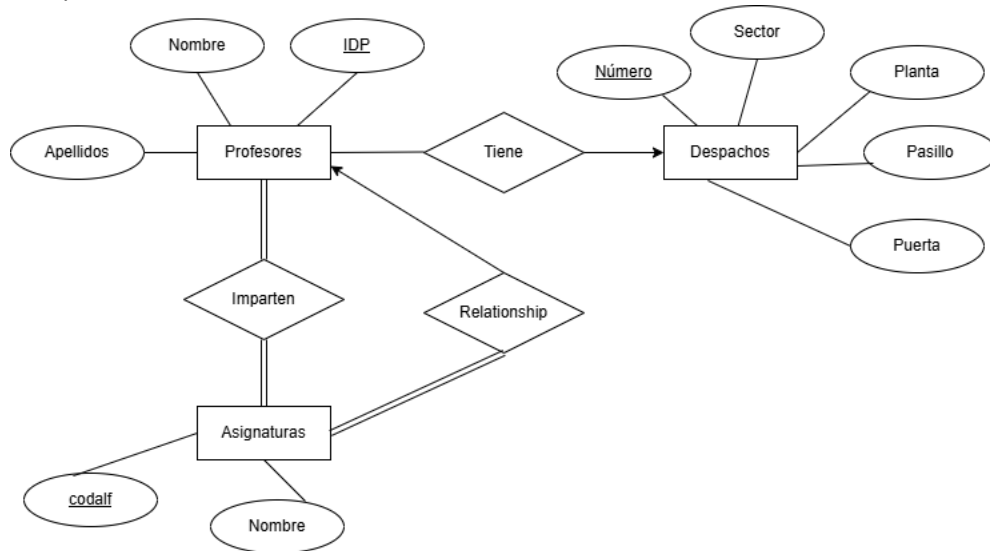 Nombre
IDP
Sector
Número
Planta
Apellidos
Profesores
Tiene
Despachos
Pasillo
Puerta
Imparten
Relationship
Asignaturas
codalf
Nombre